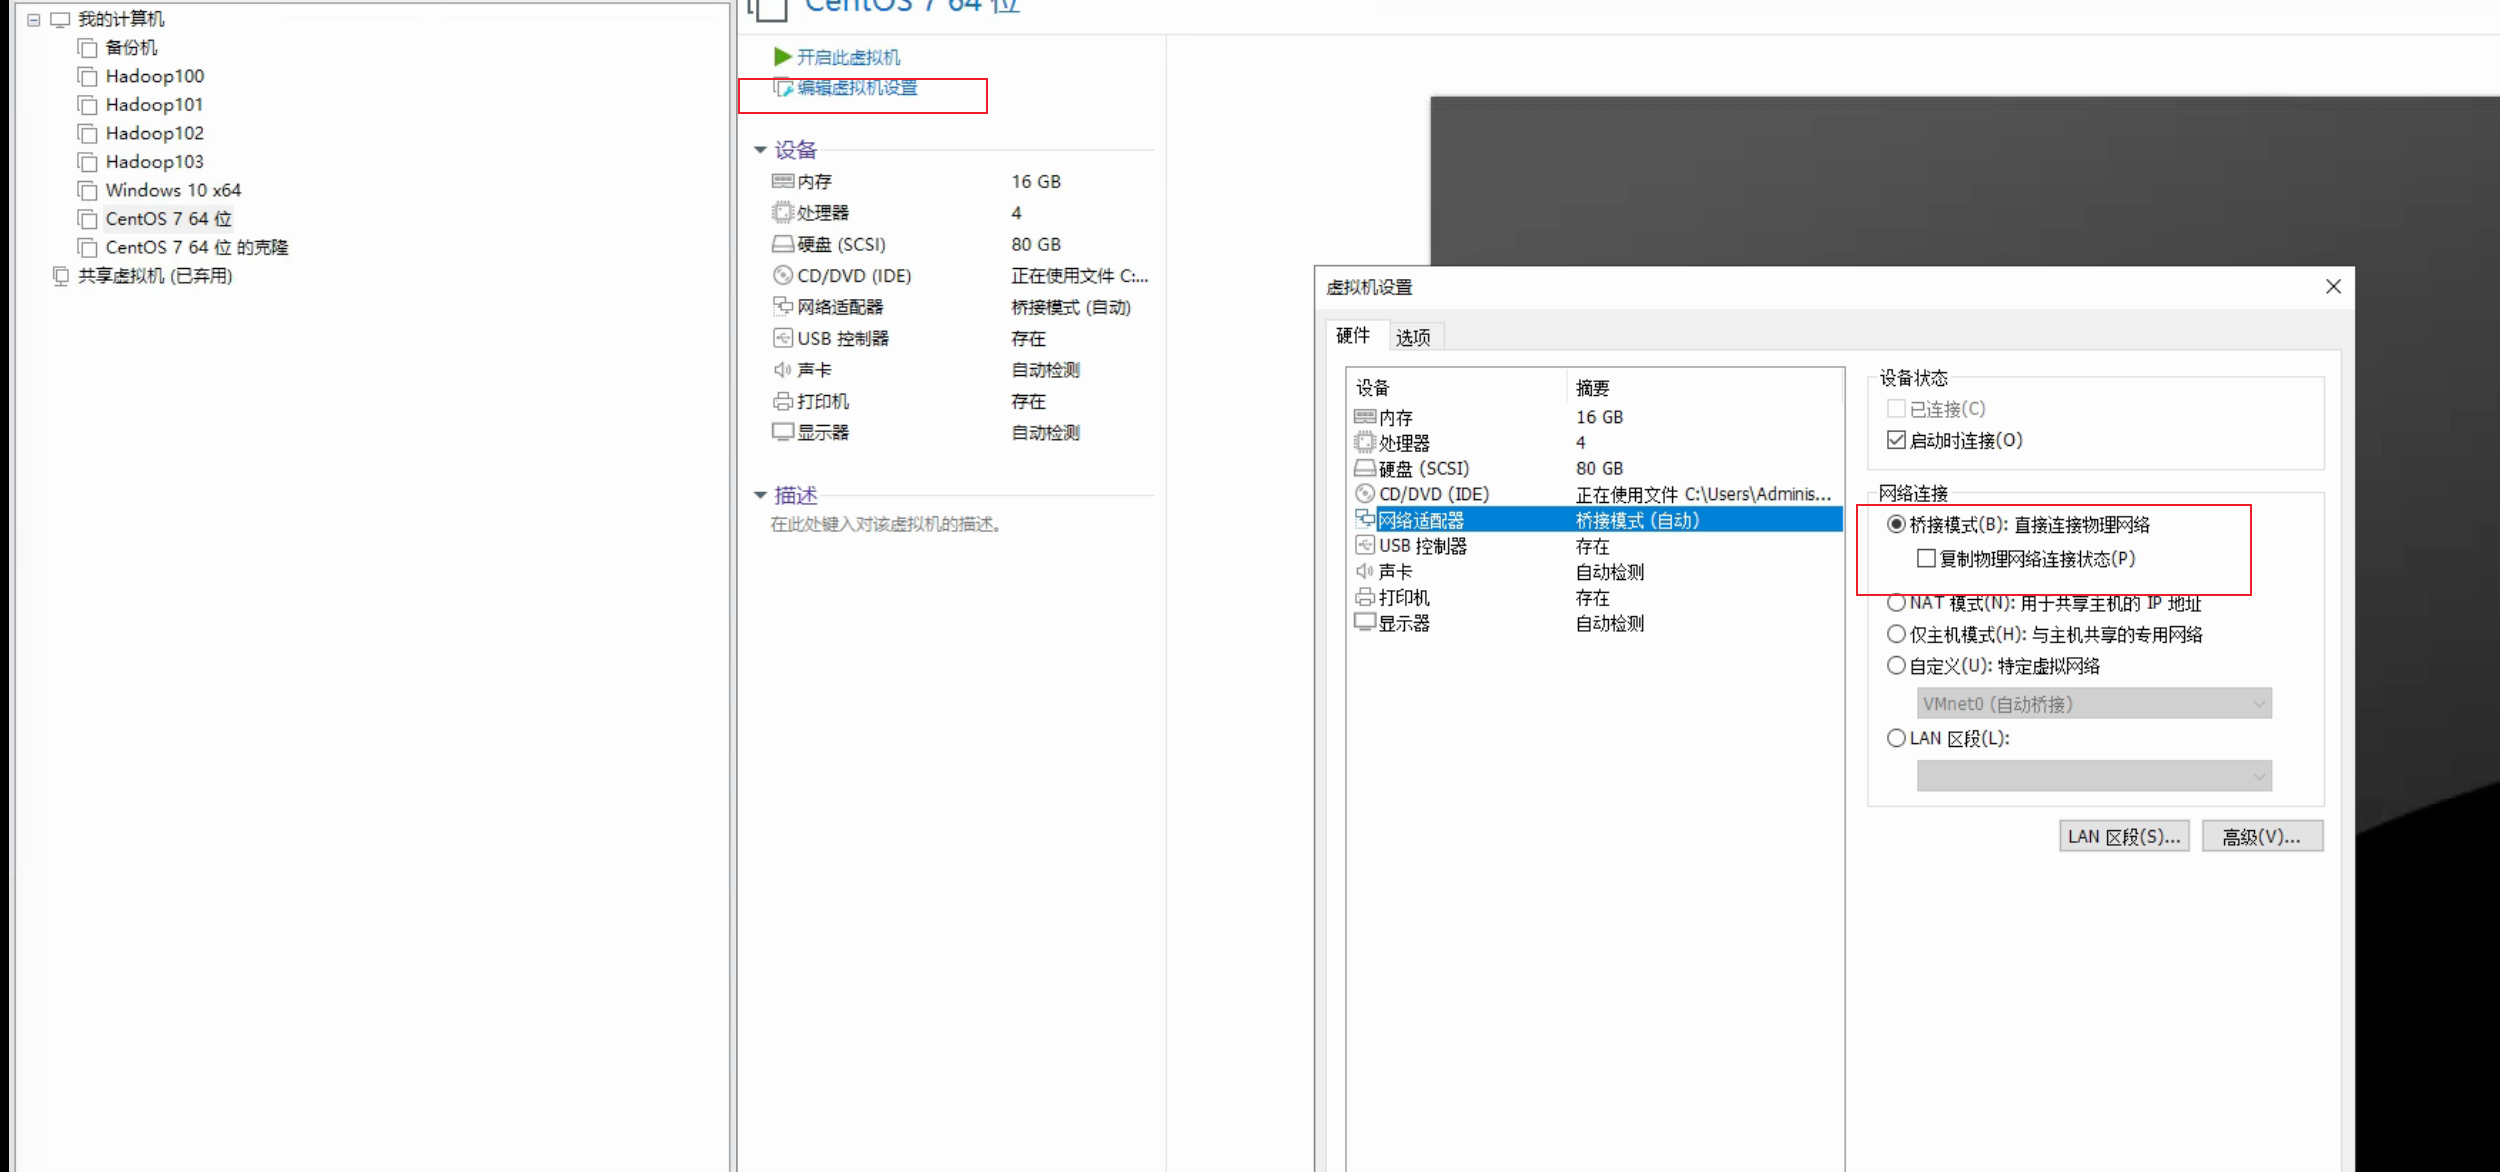 我的计算机
备份机
Hadoop100
Hadoop101
Hadoop102
Hadoop103
Windows 10 x64
CentOS 7 64 位
CentOS 7 64 位 的克隆
共享虚拟机 (已弃用)
CentOS 7 64 位
开启此虚拟机
编辑虚拟机设置
设备
内存 16 GB
处理器 4
硬盘 (SCSI) 80 GB
CD/DVD (IDE) 正在使用文件 C:...
网络适配器 桥接模式 (自动)
USB 控制器 存在
声卡 自动检测
打印机 存在
显示器 自动检测
描述
在此处键入对该虚拟机的描述。
虚拟机设置
硬件 选项
设备 摘要
内存 16 GB
处理器 4
硬盘 (SCSI) 80 GB
CD/DVD (IDE) 正在使用文件 C:\Users\Adminis...
网络适配器 桥接模式 (自动)
USB 控制器 存在
声卡 自动检测
打印机 存在
显示器 自动检测
设备状态
已连接(C)
启动时连接(O)
网络连接
桥接模式(B): 直接连接物理网络
复制物理网络连接状态(P)
NAT 模式(N): 用于共享主机的 IP 地址
仅主机模式(H): 与主机共享的专用网络
自定义(U): 特定虚拟网络
VMnet0 (自动桥接)
LAN 区段(L):
LAN 区段(S)... 高级(V)...